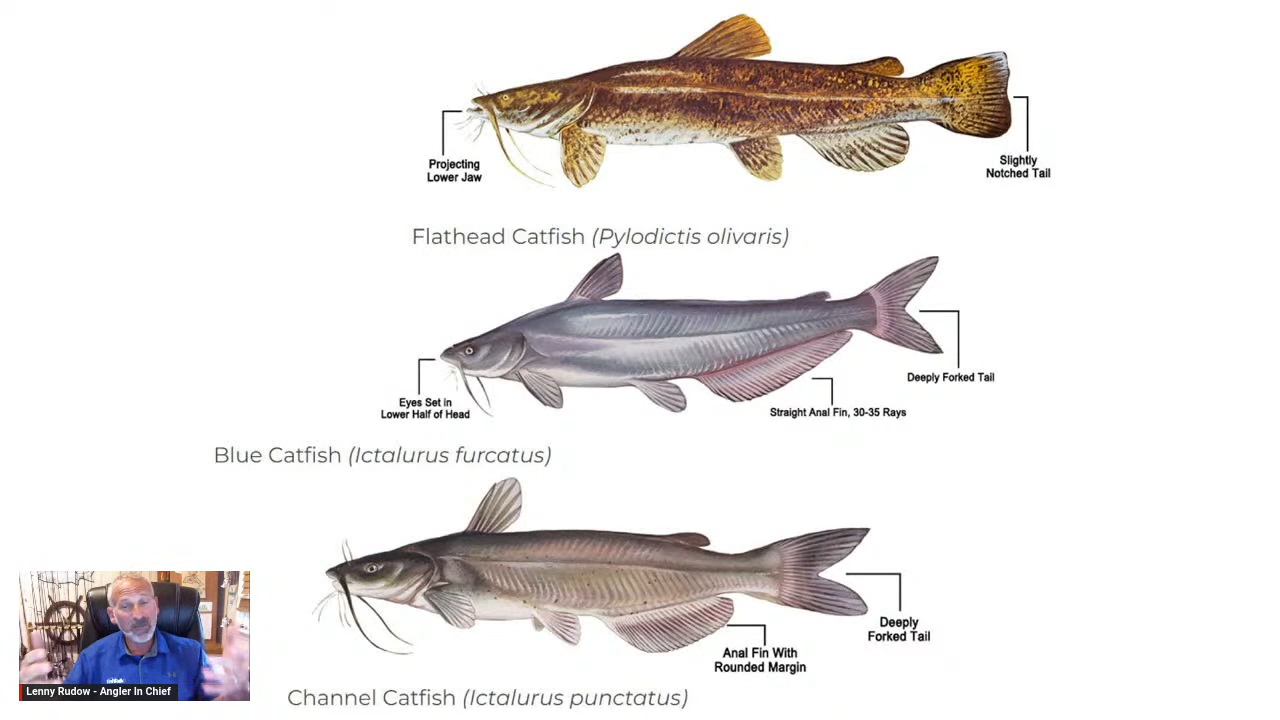 Projecting
Lower Jaw
Slightly
Notched Tail
Flathead Catfish (Pylodictis olivaris)
Eyes Set in
Lower Half of Head
Straight Anal Fin, 30-35 Rays
Deeply Forked Tail
Blue Catfish (Ictalurus furcatus)
Anal Fin With
Rounded Margin
Deeply
Forked Tail
Lenny Rudow - Angler In Chief
Channel Catfish (Ictalurus punctatus)